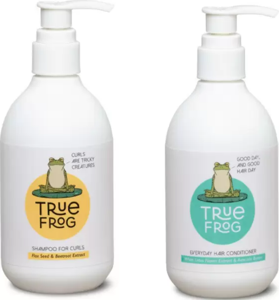 CURLS
ARE TRICKY
CREATURES
TRUE
FROG
SHAMPOO FOR CURLS
Flax Seed &
Extract
GOOD DAY,
AND GOOD
HAIR DAY
TRUE
FROG
EVERYDAY HAIR CONDITIONER